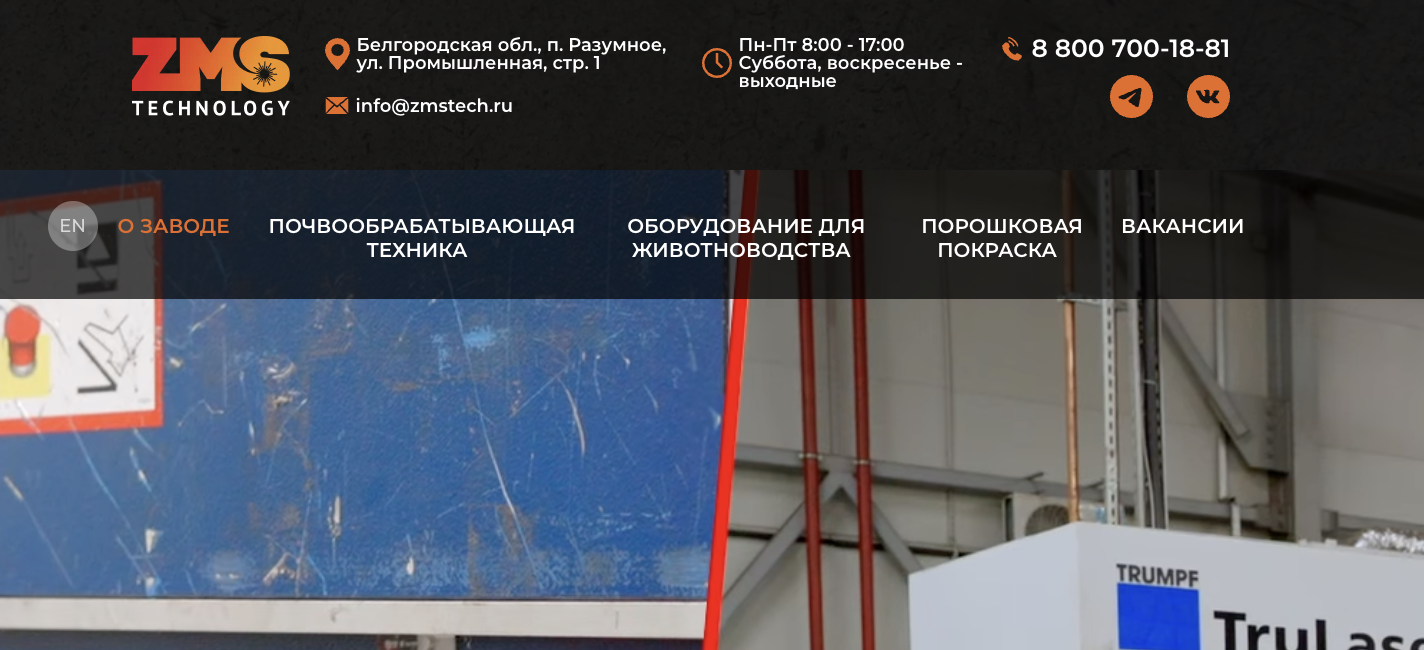 ZMS
TECHNOLOGY
Белгородская обл., п. Разумное,
ул. Промышленная, стр. 1
info@zmstech.ru
Пн-Пт 8:00 - 17:00
Суббота, воскресенье -
выходные
8 800 700-18-81
EN
О ЗАВОДЕ
ПОЧВООБРАБАТЫВАЮЩАЯ
ТЕХНИКА
ОБОРУДОВАНИЕ ДЛЯ
ЖИВОТНОВОДСТВА
ПОРОШКОВАЯ
ПОКРАСКА
ВАКАНСИИ
TRUMPF